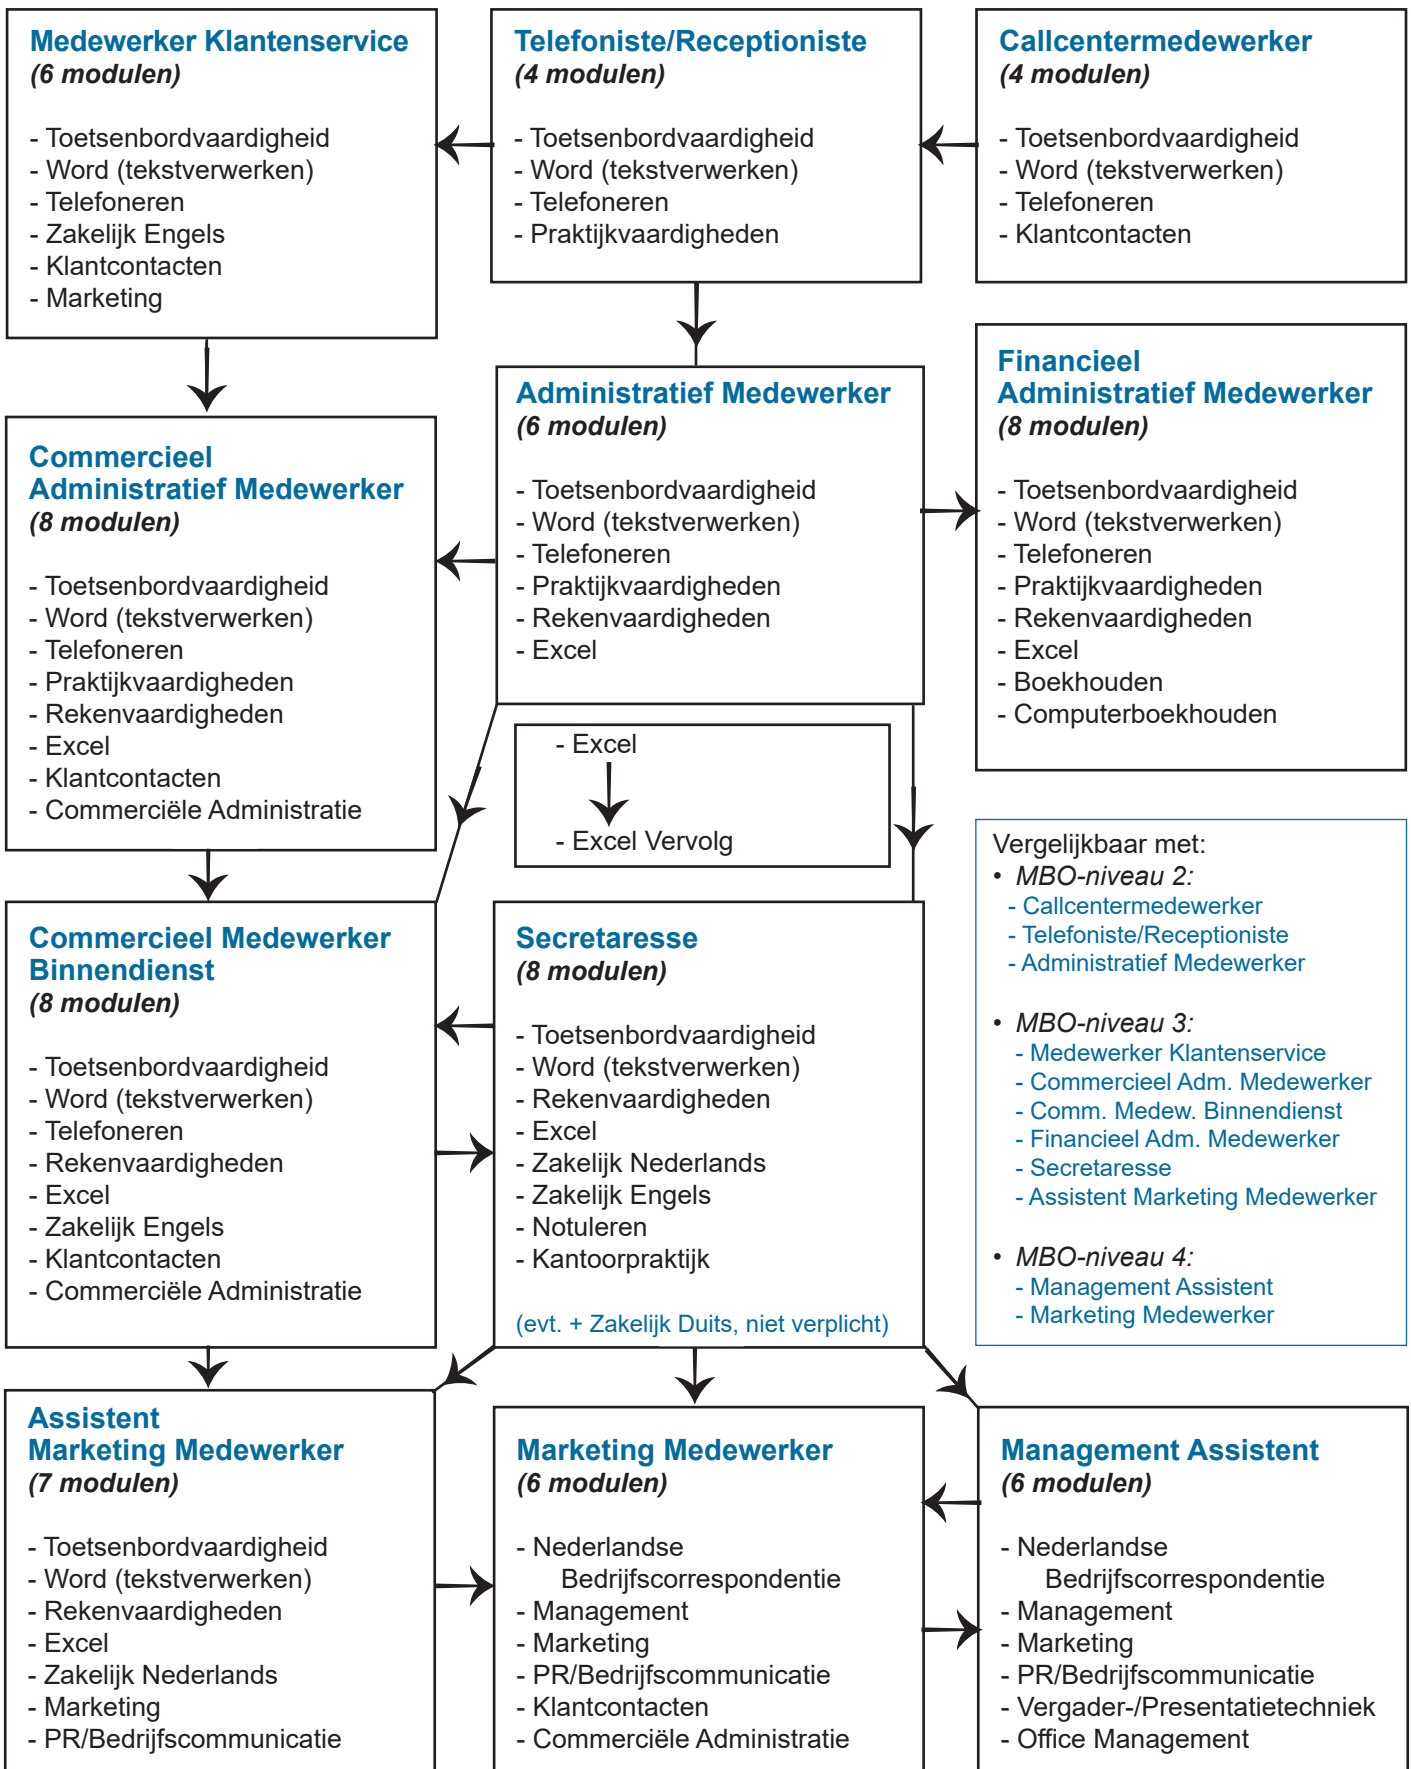 Medewerker Klantenservice
(6 modulen)
- Toetsenbordvaardigheid
- Word (tekstverwerken)
- Telefoneren
- Zakelijk Engels
- Klantcontacten
- Marketing
Telefoniste/Receptioniste
(4 modulen)
- Toetsenbordvaardigheid
- Word (tekstverwerken)
- Telefoneren
- Praktijkvaardigheden
Callcentermedewerker
(4 modulen)
- Toetsenbordvaardigheid
- Word (tekstverwerken)
- Telefoneren
- Klantcontacten
Commercieel
Administratief Medewerker
(8 modulen)
- Toetsenbordvaardigheid
- Word (tekstverwerken)
- Telefoneren
- Praktijkvaardigheden
- Rekenvaardigheden
- Excel
- Klantcontacten
- Commerciële Administratie
Administratief Medewerker
(6 modulen)
- Toetsenbordvaardigheid
- Word (tekstverwerken)
- Telefoneren
- Praktijkvaardigheden
- Rekenvaardigheden
- Excel
Financieel
Administratief Medewerker
(8 modulen)
- Toetsenbordvaardigheid
- Word (tekstverwerken)
- Telefoneren
- Praktijkvaardigheden
- Rekenvaardigheden
- Excel
- Boekhouden
- Computerboekhouden
- Excel
- Excel Vervolg
Vergelijkbaar met:
• MBO-niveau 2:
- Callcentermedewerker
- Telefoniste/Receptioniste
- Administratief Medewerker
• MBO-niveau 3:
- Medewerker Klantenservice
- Commercieel Adm. Medewerker
- Comm. Medew. Binnendienst
- Financieel Adm. Medewerker
- Secretaresse
- Assistent Marketing Medewerker
• MBO-niveau 4:
- Management Assistent
- Marketing Medewerker
Commercieel Medewerker
Binnendienst
(8 modulen)
- Toetsenbordvaardigheid
- Word (tekstverwerken)
- Telefoneren
- Rekenvaardigheden
- Excel
- Zakelijk Engels
- Klantcontacten
- Commerciële Administratie
Secretaresse
(8 modulen)
- Toetsenbordvaardigheid
- Word (tekstverwerken)
- Rekenvaardigheden
- Excel
- Zakelijk Nederlands
- Zakelijk Engels
- Notuleren
- Kantoorpraktijk
(evt. + Zakelijk Duits, niet verplicht)
Assistent
Marketing Medewerker
(7 modulen)
- Toetsenbordvaardigheid
- Word (tekstverwerken)
- Rekenvaardigheden
- Excel
- Zakelijk Nederlands
- Marketing
- PR/Bedrijfscommunicatie
Marketing Medewerker
(6 modulen)
- Nederlandse
Bedrijfscorrespondentie
- Management
- Marketing
- PR/Bedrijfscommunicatie
- Klantcontacten
- Commerciële Administratie
Management Assistent
(6 modulen)
- Nederlandse
Bedrijfscorrespondentie
- Management
- Marketing
- PR/Bedrijfscommunicatie
- Vergader-/Presentatietechniek
- Office Management